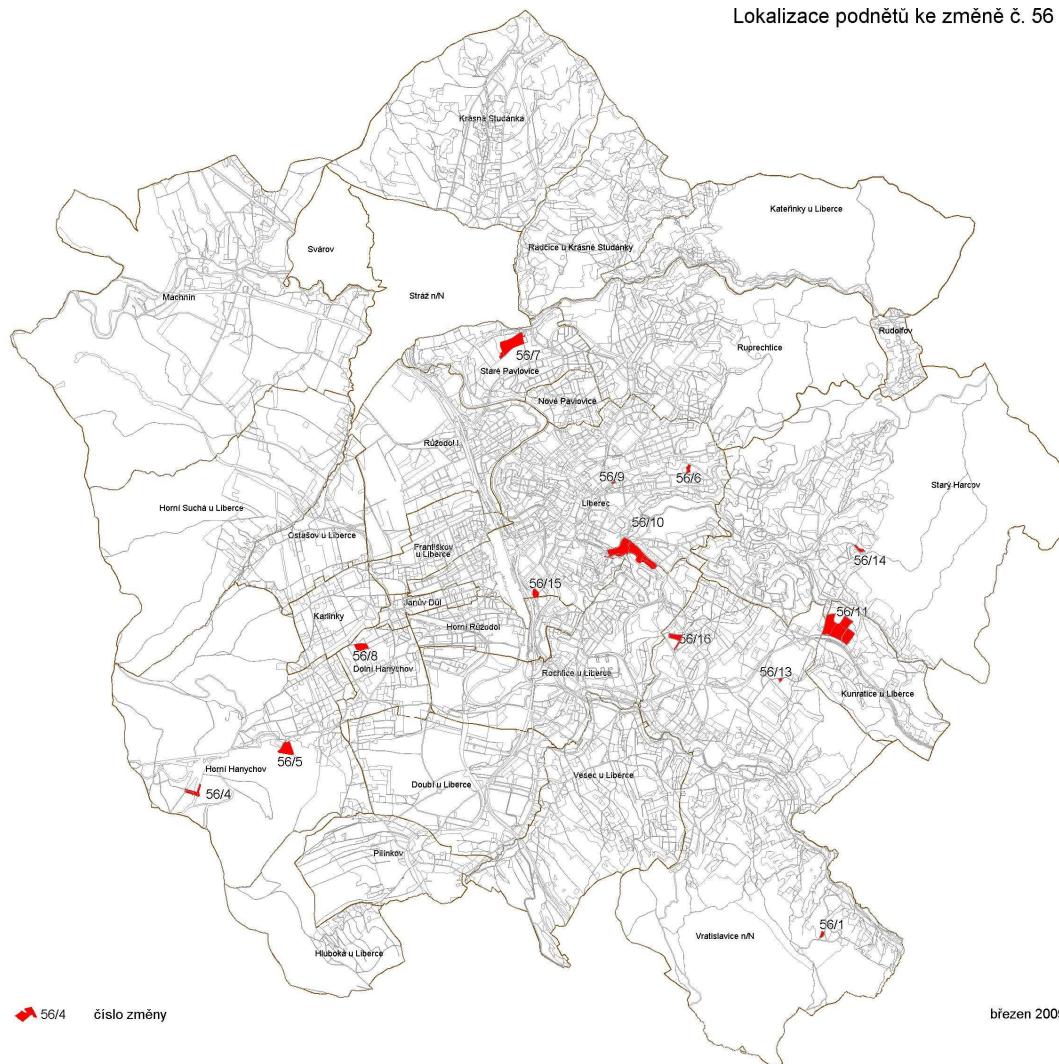 Lokalizace podnětů ke změně č. 56
Krásná Studánka
Kateřinky u Liberce
Radčice u Krásné Studánky
Svárov
Stráž n/N
Machnín
Rudolfov
Ruprechtice
56/7
Staré Pavlovice
Nové Pavlovice
Růžodol I
56/9
56/6
Starý Harcov
Liberec
Horní Suchá u Liberce
56/10
Ostašov u Liberce
Františkov
u Liberce
56/14
56/15
Janův Důl
56/11
Karlinky
Horní Růžodol
56/16
56/8
Dolní Hanychov
Rochlice u Liberce
56/13
Kunratice u Liberce
56/5
Horní Hanychov
Vesec u Liberce
Doubí u Liberce
56/4
Pilínkov
56/1
Vratislavice n/N
Hluboká u Liberce
56/4 číslo změny
březen 2009